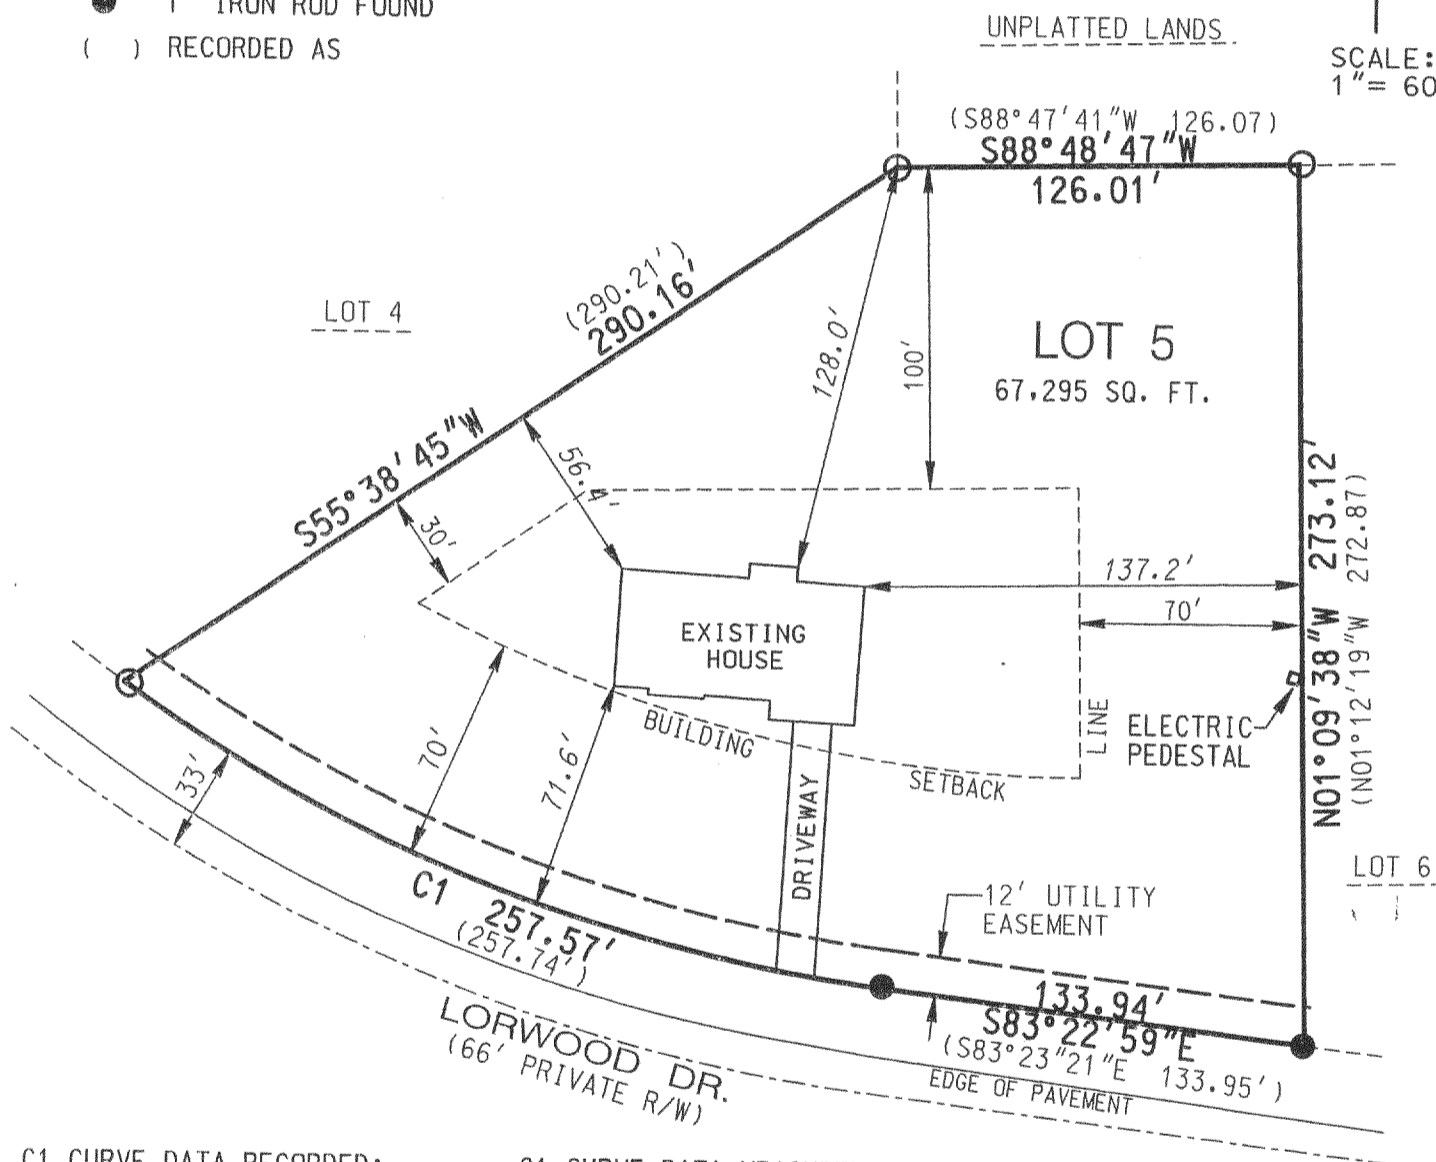 1" IRON ROD FOUND
( ) RECORDED AS
UNPLATTED LANDS
SCALE:
1"= 60
(S88°47'41"W 126.07)
S88°48'47"W
126.01'
LOT 4
(290.21')
290.16'
S55°38'45"W
128.0'
100'
LOT 5
67,295 SQ. FT.
56.4'
30'
137.2'
70'
N01°09'38"W 273.12'
(N01°12'19"W 272.87)
EXISTING
HOUSE
BUILDING
SETBACK
LINE
ELECTRIC
PEDESTAL
70'
71.6'
33'
DRIVEWAY
LOT 6
12' UTILITY
EASEMENT
C1 257.57'
(257.74')
133.94'
S83°22'59"E
(S83°23"21"E 133.95')
EDGE OF PAVEMENT
LORWOOD DR.
(66' PRIVATE R/W)
C1 CURVE DATA RECORDED:
C1 CURVE DATA